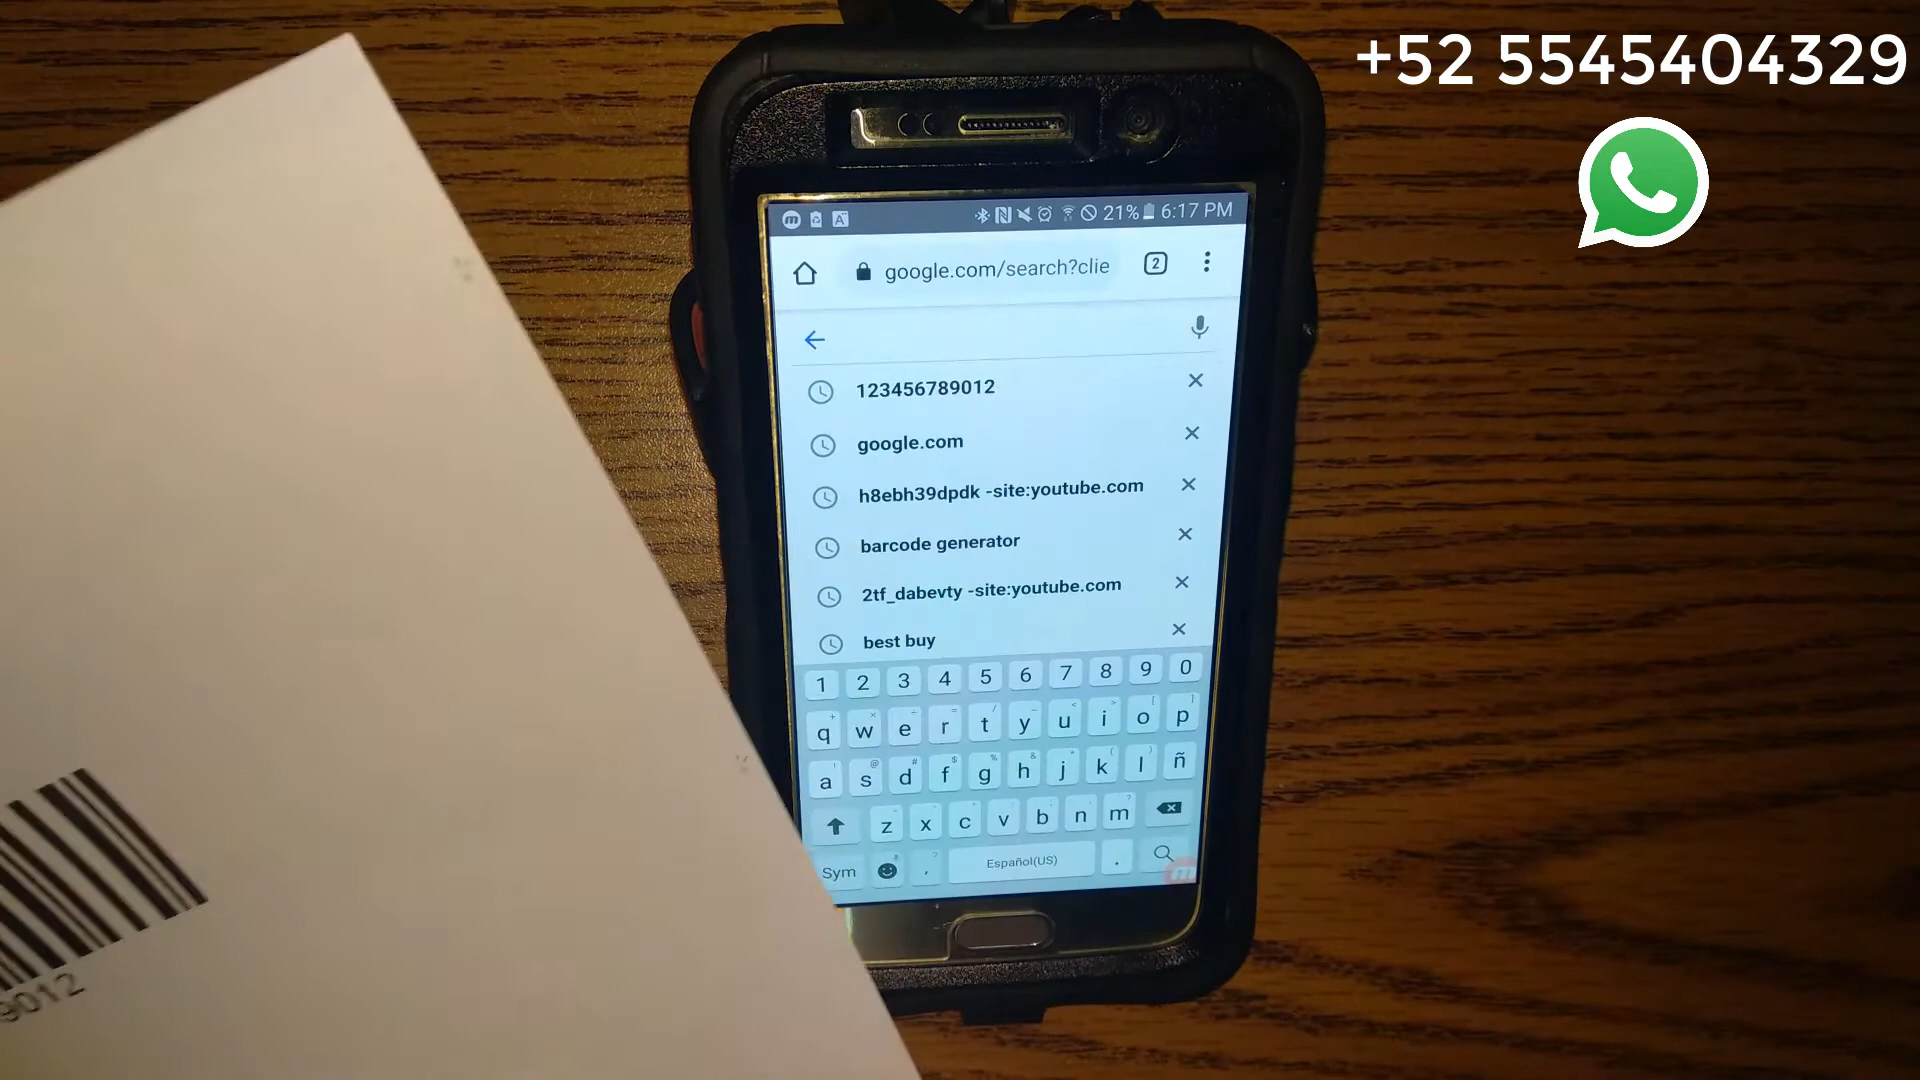 +52 5545404329
21% 6:17 PM
google.com/search?clie
2
123456789012
google.com
h8ebh39dpdk -site:youtube.com
barcode generator
2tf_dabevty -site:youtube.com
best buy
1 2 3 4 5 6 7 8 9 0
q w e r t y u i o p
a s d f g h j k l ñ
z x c v b n m
Sym , Español(US) .
9012